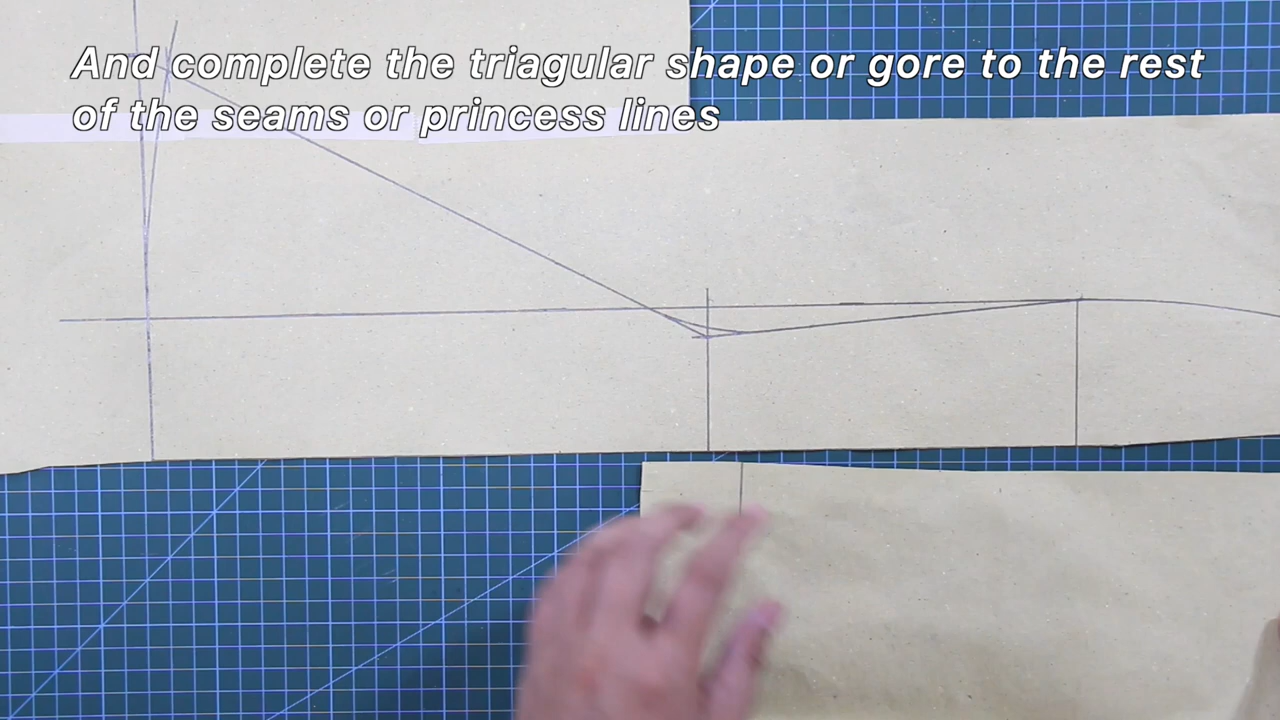 And complete the triagular shape or gore to the rest
of the seams or princess lines